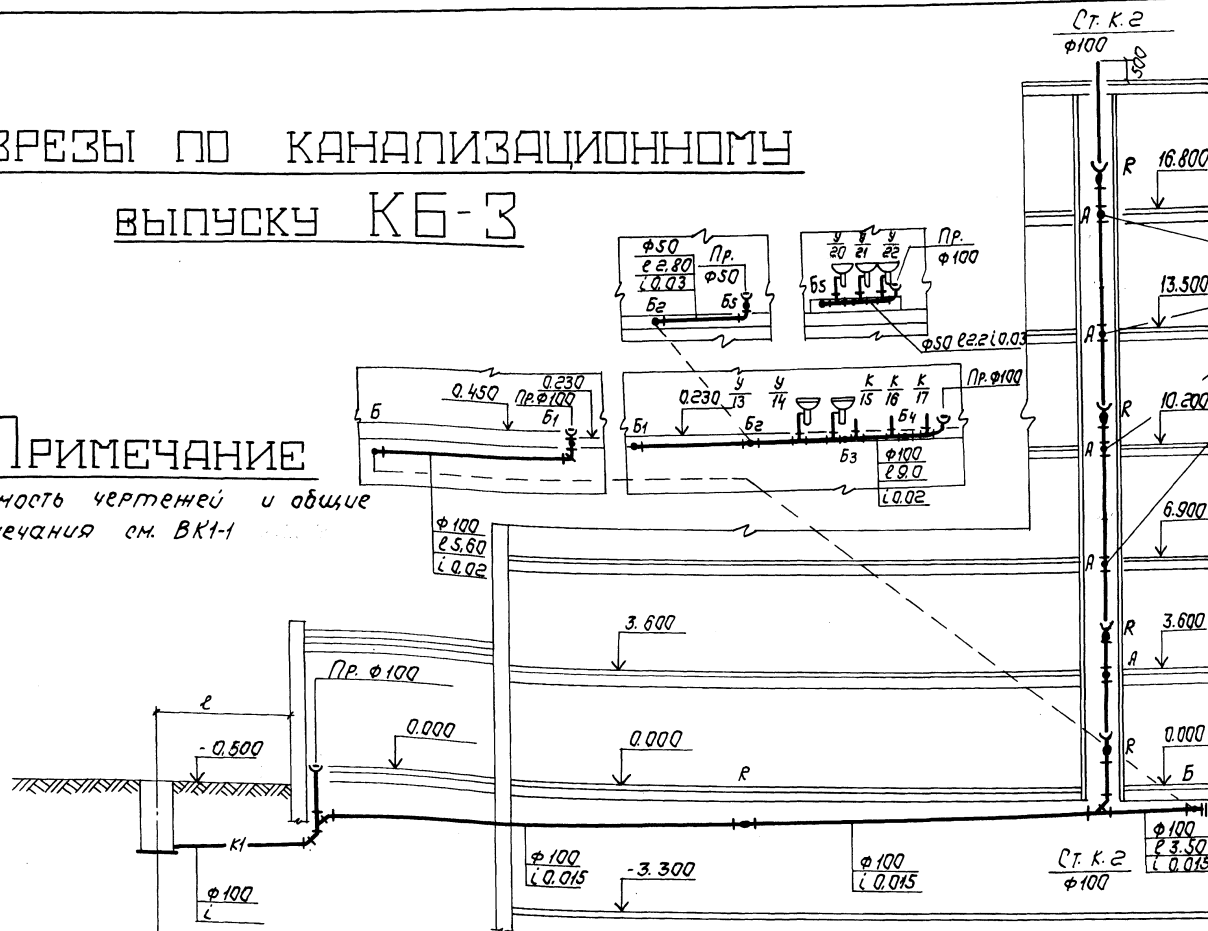 Ст. К. 2
Ф100
500
ЗРЕЗЫ ПО КАНАЛИЗАЦИОННОМУ
ВЫПУСКУ КБ-3
R
16.800
А
Ф50
ℓ 2.80
i 0.03
Пр.
Ф50
Б2
Б5
У
20
У
21
У
22
Пр.
Ф100
Б5
Ф50 ℓ2.2 i 0.03
13.500
А
0.450
0.230
Пр.Ф100
Б
Б1
0.230
У
13
У
14
К
15
К
16
К
17
Пр.Ф100
Б1
Б2
Б3
Б4
Ф100
ℓ 9.0
i 0.02
R
10.200
А
ПРИМЕЧАНИЕ
мость чертежей и общие
ечания см. ВК1-1
Ф100
ℓ 5,60
i 0.02
6.900
А
3.600
R
3.600
А
Пр. Ф100
ℓ
-0.500
0.000
0.000
R
R
0.000
Б
К1
Ф100
i
Ф100
i 0.015
-3.300
Ф100
i 0.015
Ст. К. 2
Ф100
Ф100
ℓ 3.50
i 0.015